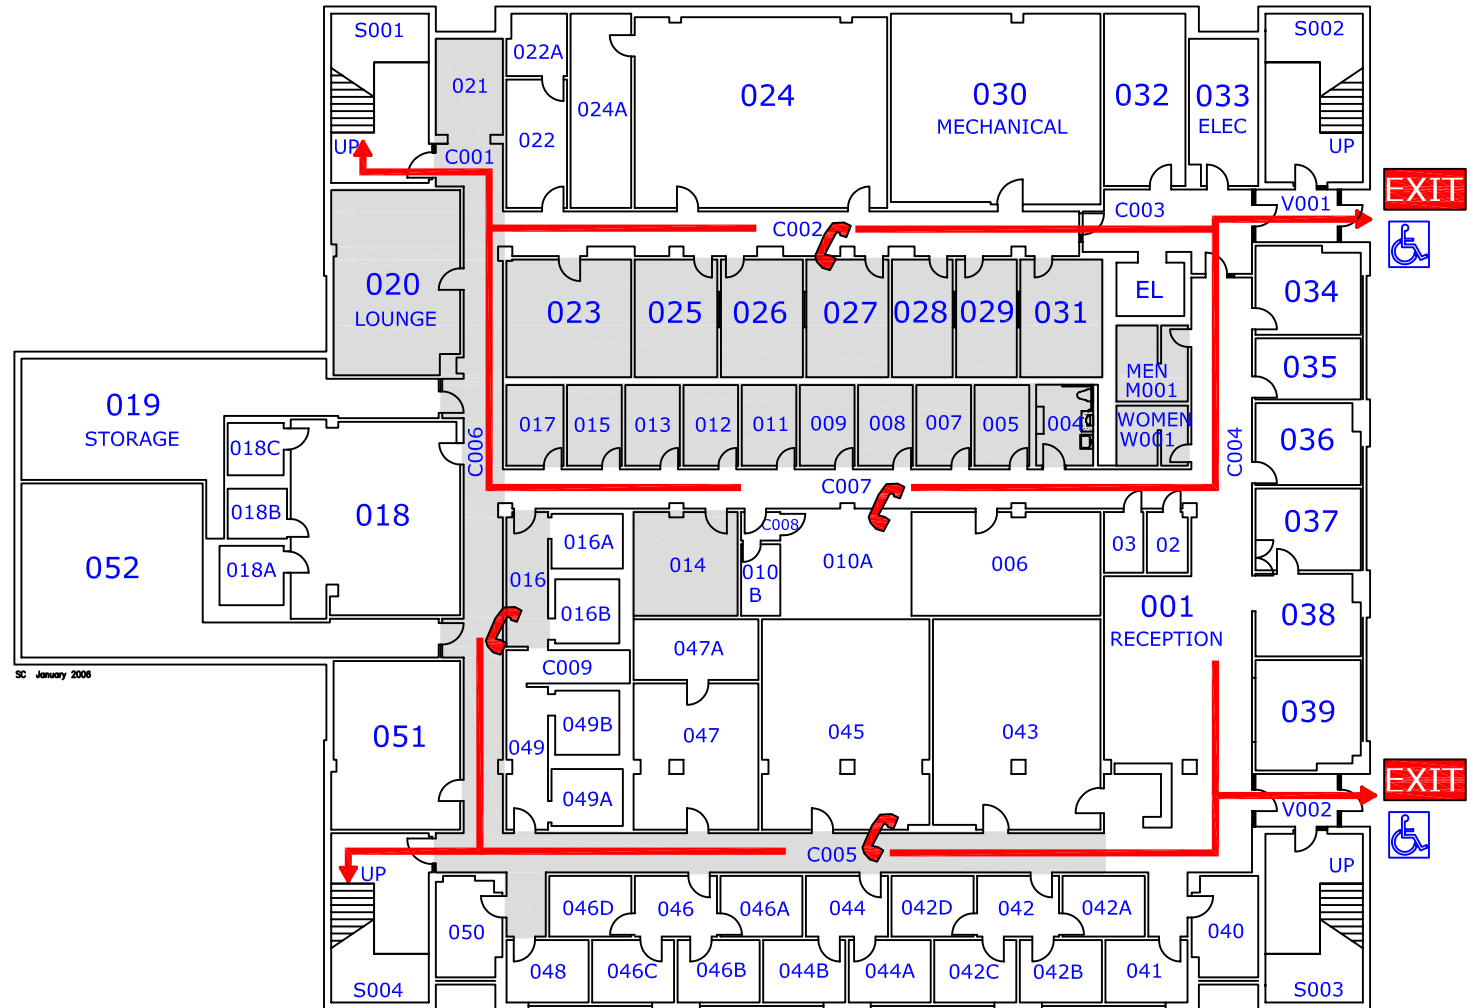 S001
S002
022A
021
024A
024
030
MECHANICAL
032
033
ELEC
022
UP
UP
C001
EXIT
V001
C003
C002
020
LOUNGE
023
025
026
027
028
029
031
EL
034
MEN
M001
035
019
STORAGE
017
015
013
012
011
009
008
007
005
004
WOMEN
W001
036
018C
C006
C004
C007
018B
018
037
C008
016A
010A
03
02
052
018A
016
014
010
B
006
016B
001
RECEPTION
038
047A
C009
SC January 2006
051
049B
049
047
045
043
039
EXIT
049A
V002
C005
UP
UP
046D
046
046A
044
042D
042
042A
050
040
048
046C
046B
044B
044A
042C
042B
041
S004
S003